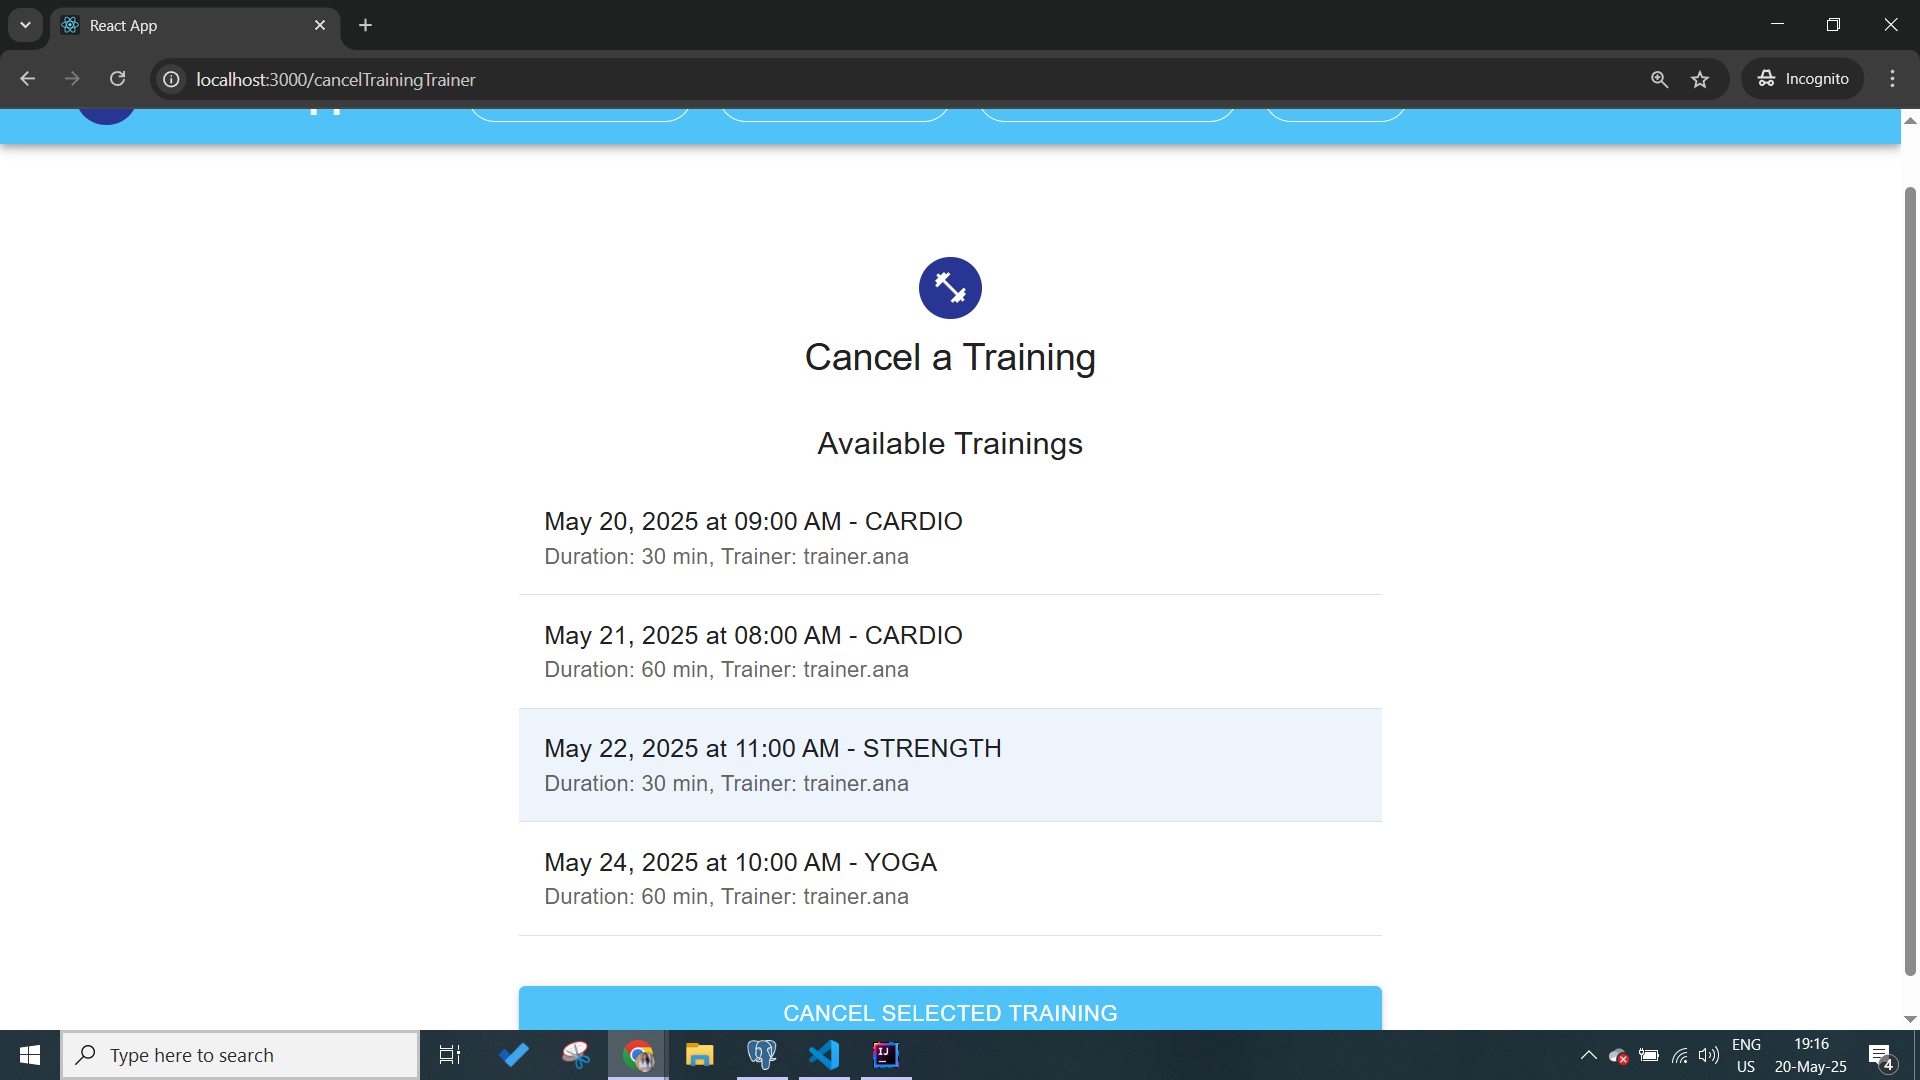 React App
localhost:3000/cancelTrainingTrainer
Incognito
Cancel a Training
Available Trainings
May 20, 2025 at 09:00 AM - CARDIO
Duration: 30 min, Trainer: trainer.ana
May 21, 2025 at 08:00 AM - CARDIO
Duration: 60 min, Trainer: trainer.ana
May 22, 2025 at 11:00 AM - STRENGTH
Duration: 30 min, Trainer: trainer.ana
May 24, 2025 at 10:00 AM - YOGA
Duration: 60 min, Trainer: trainer.ana
CANCEL SELECTED TRAINING
Type here to search
IJ
ENG
US
19:16
20-May-25
4